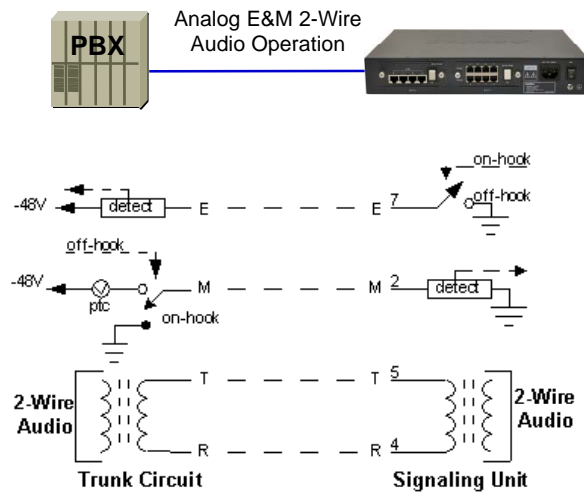 Analog E&M 2-Wire
Audio Operation
PBX
on-hook
-48V detect E E 7 off-hook
off-hook
-48V ptc M M 2 detect
on-hook
T T 5
2-Wire Audio
2-Wire Audio
R R 4
Trunk Circuit Signaling Unit